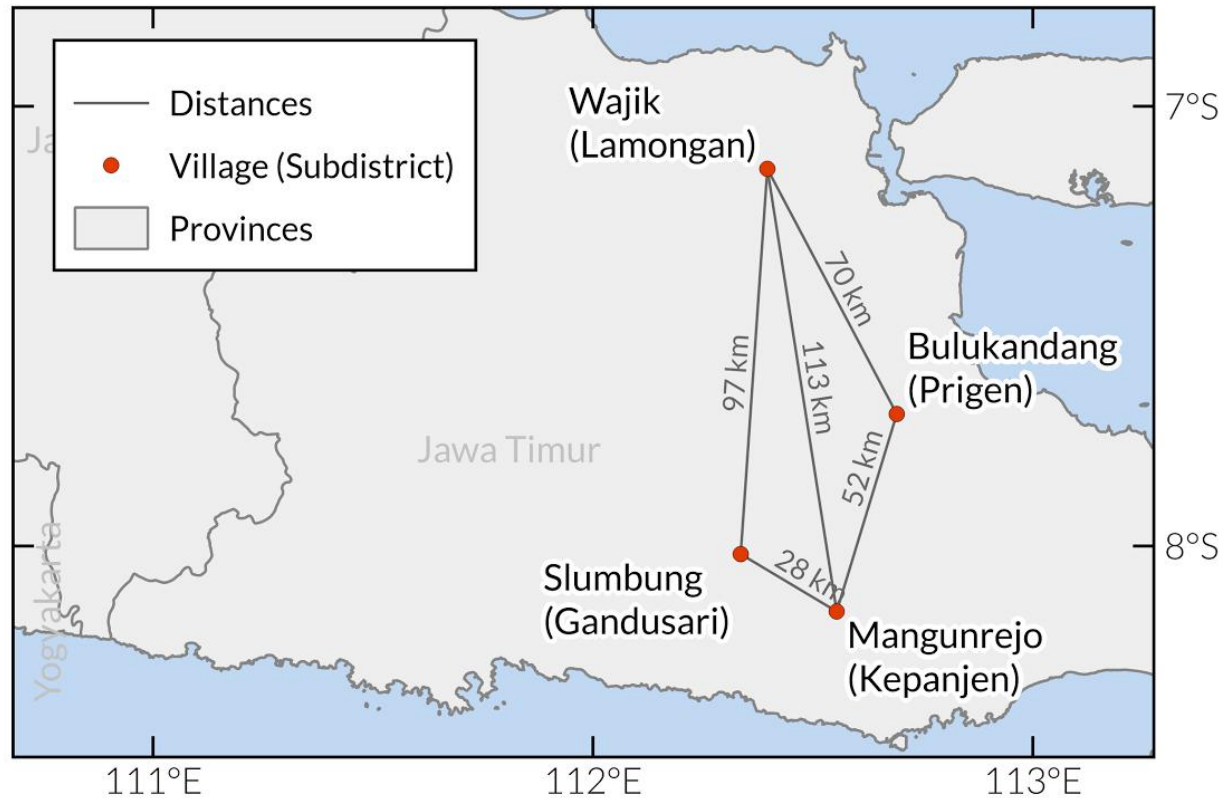 Distances
Village (Subdistrict)
Provinces
Ja
Wajik
(Lamongan)
7°S
70 km
97 km
113 km
Bulukandang
(Prigen)
Jawa Timur
52 km
8°S
28 km
Slumbung
(Gandusari)
Mangunrejo
(Kepanjen)
Yogyakarta
111°E
112°E
113°E